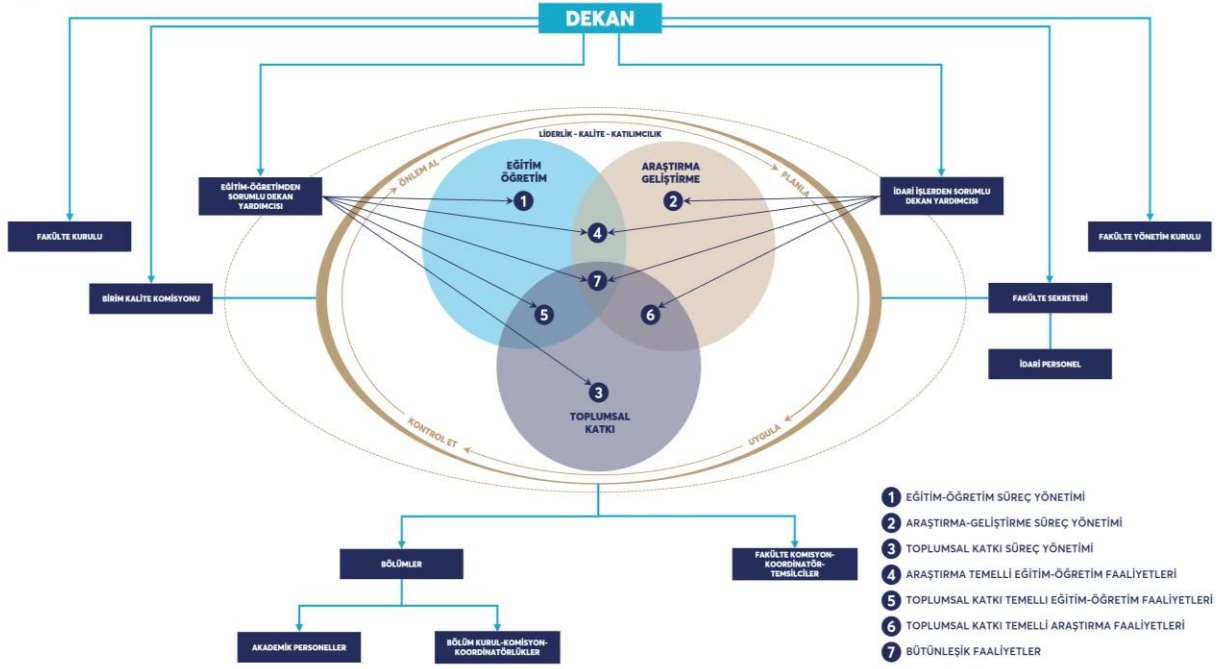 DEKAN
LİDERLİK - KALİTE - KATILIMCILIK
ÖNLEM AL
PLANLA
EĞİTİM
ÖĞRETİM
ARAŞTIRMA
GELİŞTİRME
EĞİTİM-ÖĞRETİMDEN
SORUMLU DEKAN
YARDIMCISI
1
2
İDARİ İŞLERDEN SORUMLU
DEKAN YARDIMCISI
FAKÜLTE KURULU
4
FAKÜLTE YÖNETİM KURULU
7
BİRİM KALİTE KOMİSYONU
FAKÜLTE SEKRETERİ
5
6
İDARİ PERSONEL
3
TOPLUMSAL
KATKI
KONTROL ET
UYGULA
BÖLÜMLER
FAKÜLTE KOMİSYON-
KOORDİNATÖR-
TEMSİLCİLER
AKADEMİK PERSONELLER
BÖLÜM KURUL-KOMİSYON-
KOORDİNATÖRLÜKLER
1 EĞİTİM-ÖĞRETİM SÜREÇ YÖNETİMİ
2 ARAŞTIRMA-GELİŞTİRME SÜREÇ YÖNETİMİ
3 TOPLUMSAL KATKI SÜREÇ YÖNETİMİ
4 ARAŞTIRMA TEMELLİ EĞİTİM-ÖĞRETİM FAALİYETLERİ
5 TOPLUMSAL KATKI TEMELLI EĞİTİM-ÖĞRETİM FAALİYETLERİ
6 TOPLUMSAL KATKI TEMELLİ ARAŞTIRMA FAALİYETLERİ
7 BÜTÜNLEŞİK FAALİYETLER